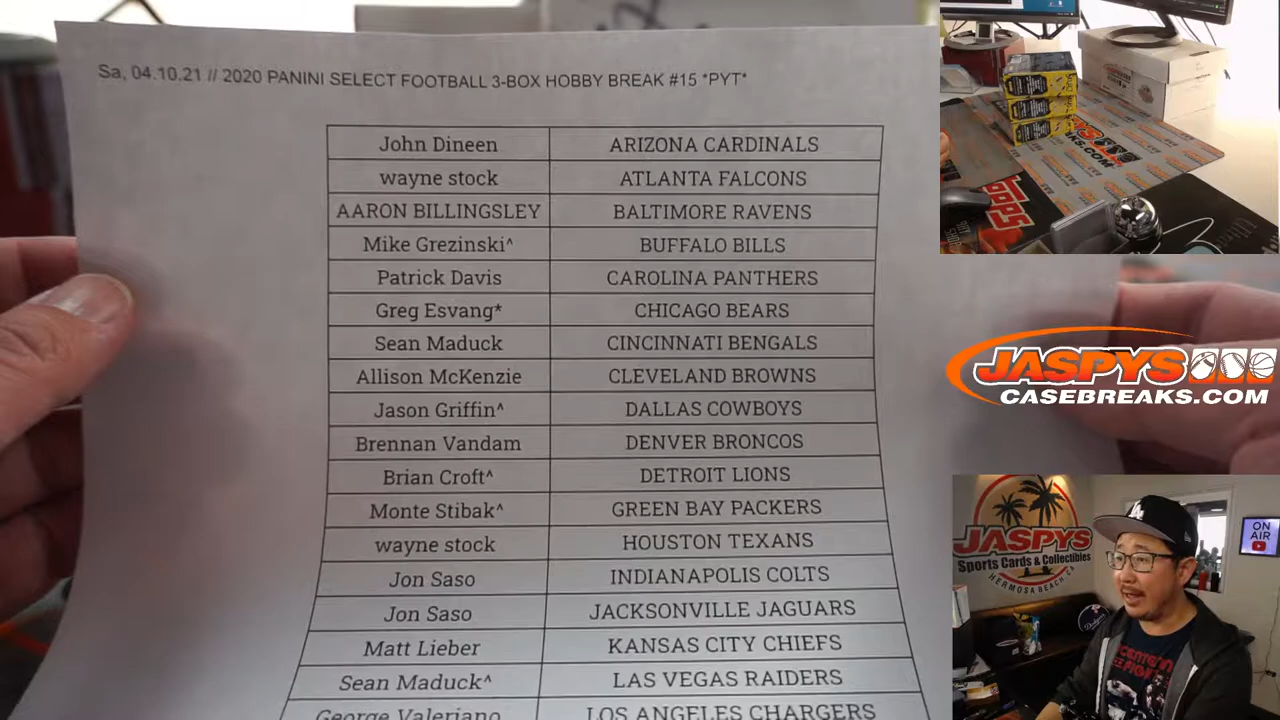 Sa, 04.10.21 // 2020 PANINI SELECT FOOTBALL 3-BOX HOBBY BREAK #15 *PYT*
John Dineen ARIZONA CARDINALS
wayne stock ATLANTA FALCONS
AARON BILLINGSLEY BALTIMORE RAVENS
Mike Grezinski^ BUFFALO BILLS
Patrick Davis CAROLINA PANTHERS
Greg Esvang* CHICAGO BEARS
Sean Maduck CINCINNATI BENGALS
Allison McKenzie CLEVELAND BROWNS
Jason Griffin^ DALLAS COWBOYS
Brennan Vandam DENVER BRONCOS
Brian Croft^ DETROIT LIONS
Monte Stibak^ GREEN BAY PACKERS
wayne stock HOUSTON TEXANS
Jon Saso INDIANAPOLIS COLTS
Jon Saso JACKSONVILLE JAGUARS
Matt Lieber KANSAS CITY CHIEFS
Sean Maduck^ LAS VEGAS RAIDERS
George Valeriano LOS ANGELES CHARGERS
JASPYS
CASEBREAKS.COM
JASPYS
Sports Cards & Collectibles
HERMOSA BEACH CA
ON
AIR
LA
Dodgers
TOPPS